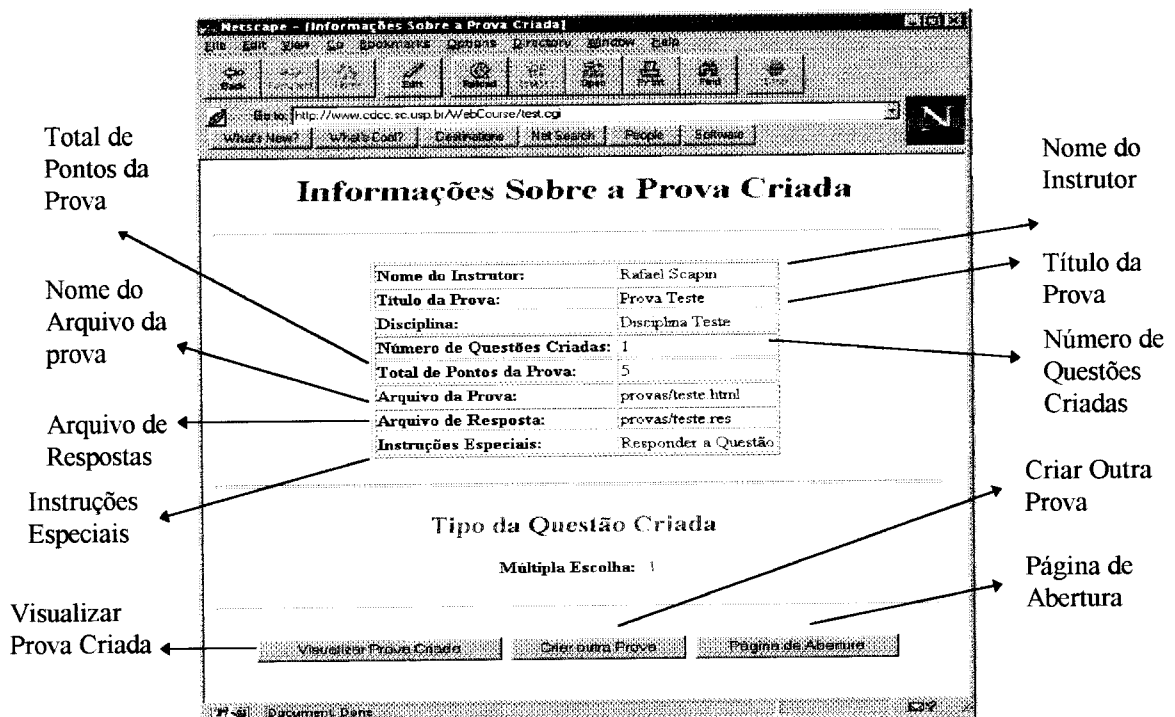 Netscape - [Informações Sobre a Prova Criada]
File Edit View Go Bookmarks Options Directory Window Help
Back Edit Reload Open Print Find
Go to: http://www.cdcc.sc.usp.br/WebCourse/test.cgi
What's New? What's Cool? Destinations Net Search People Software
N
Informações Sobre a Prova Criada
Nome do Instrutor: Rafael Scapin
Título da Prova: Prova Teste
Disciplina: Disciplina Teste
Número de Questões Criadas: 1
Total de Pontos da Prova: 5
Arquivo da Prova: provas/teste.html
Arquivo de Resposta: provas/teste.res
Instruções Especiais: Responder a Questão
Tipo da Questão Criada
Múltipla Escolha: 1
Visualizar Prova Criada Criar outra Prova Página de Abertura
Document: Done
Total de
Pontos da
Prova
Nome do
Arquivo da
prova
Arquivo de
Respostas
Instruções
Especiais
Visualizar
Prova Criada
Nome do
Instrutor
Título da
Prova
Número de
Questões
Criadas
Criar Outra
Prova
Página de
Abertura